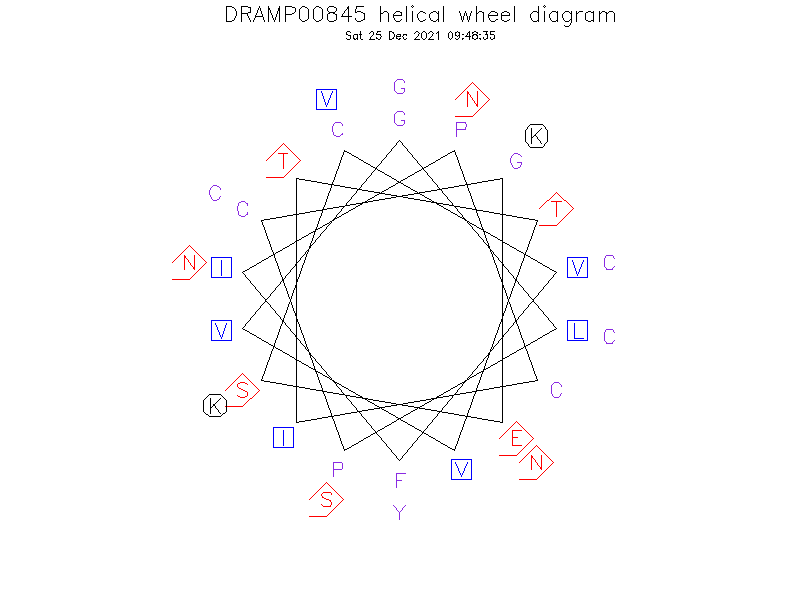 DRAMP00845 helical wheel diagram
Sat 25 Dec 2021 09:48:35
G
V N
G
C P K
T G
C
C T
N I V C
V L C
S C
K
I E
P V N
F
S
Y